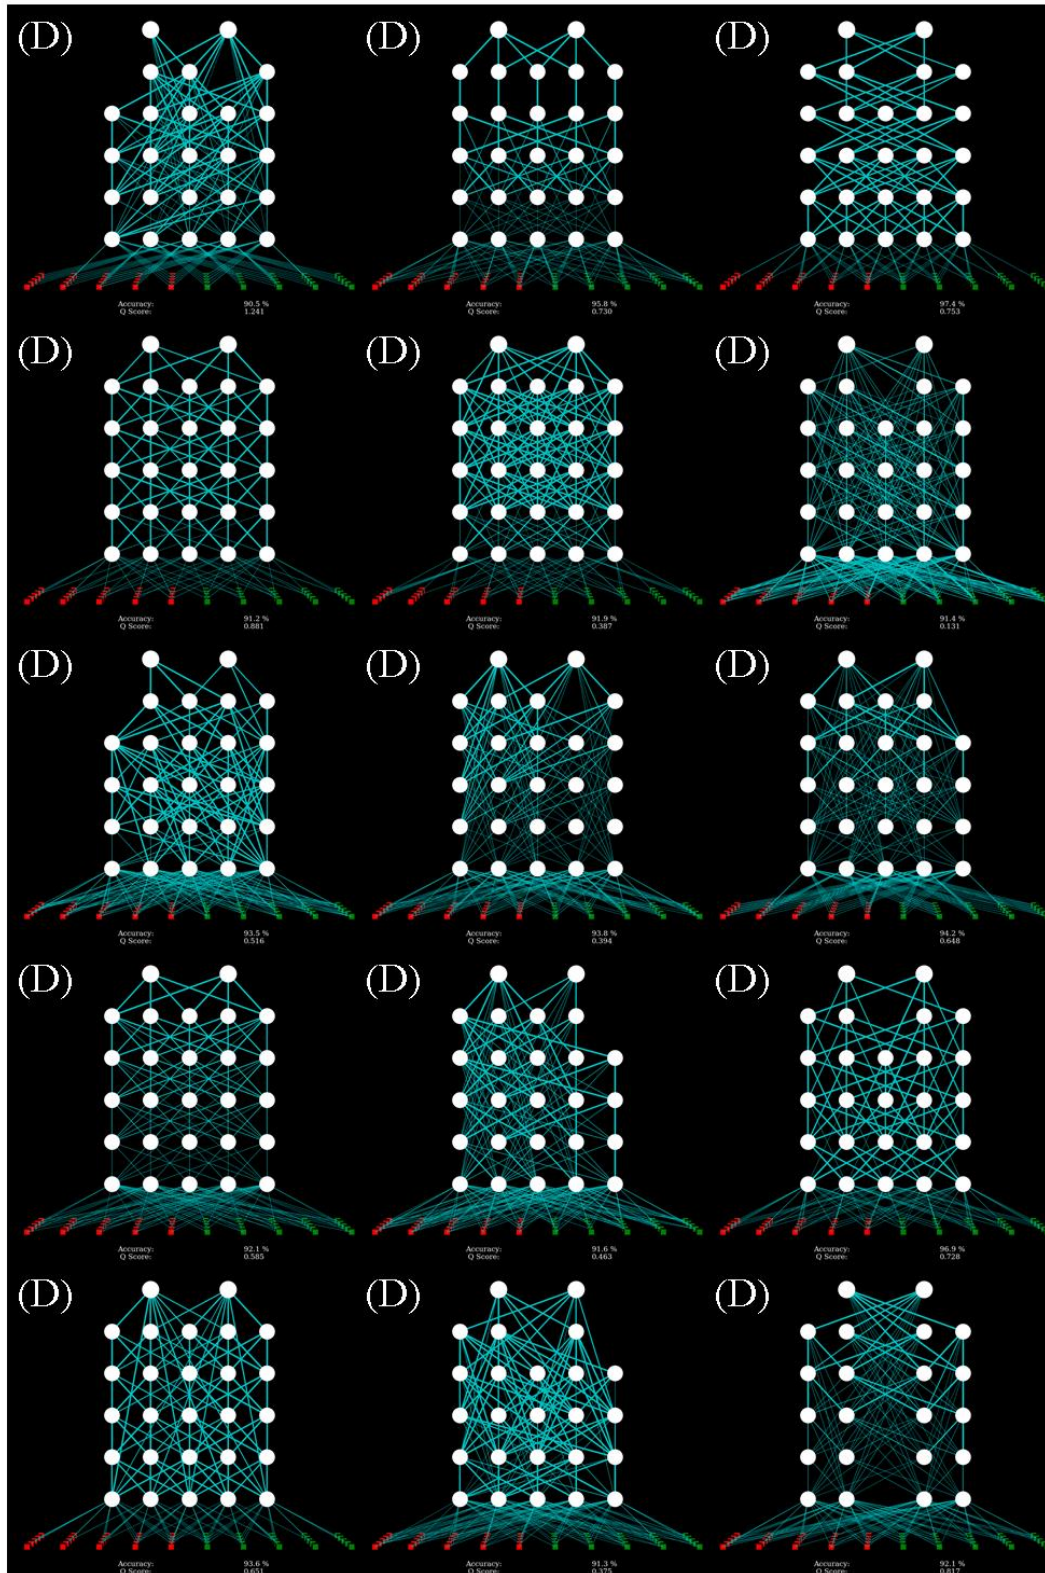 (D) (D) (D)
Accuracy: 90.5 % Accuracy: 95.8 % Accuracy: 97.4 %
Q Score: 1.241 Q Score: 0.730 Q Score: 0.753
(D) (D) (D)
Accuracy: 91.2 % Accuracy: 91.9 % Accuracy: 91.4 %
Q Score: 0.881 Q Score: 0.387 Q Score: 0.131
(D) (D) (D)
Accuracy: 93.5 % Accuracy: 93.8 % Accuracy: 94.2 %
Q Score: 0.516 Q Score: 0.394 Q Score: 0.648
(D) (D) (D)
Accuracy: 92.1 % Accuracy: 91.6 % Accuracy: 96.9 %
Q Score: 0.585 Q Score: 0.463 Q Score: 0.728
(D) (D) (D)
Accuracy: 93.6 % Accuracy: 91.3 % Accuracy: 92.1 %
Q Score: 0.651 Q Score: 0.375 Q Score: 0.817